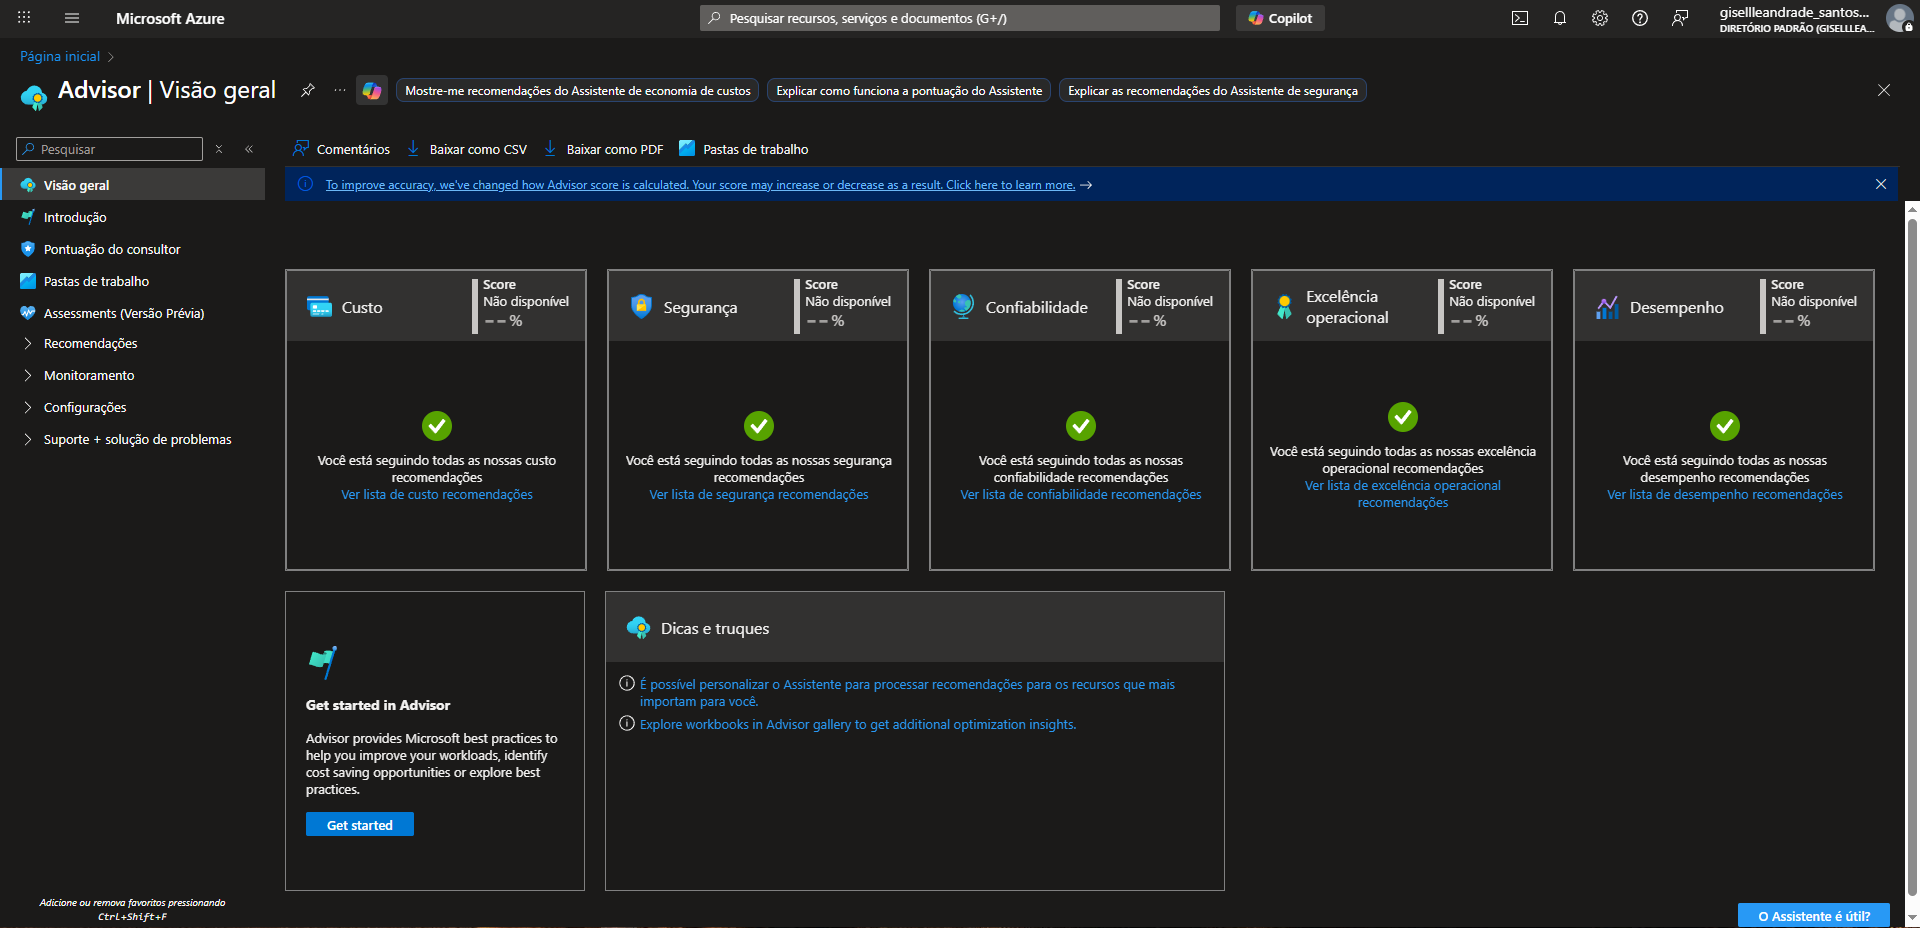 Microsoft Azure
Pesquisar recursos, serviços e documentos (G+/)
Copilot
gisellleandrade_santos...
DIRETÓRIO PADRÃO (GISELLLEA...
Página inicial
Advisor | Visão geral
Mostre-me recomendações do Assistente de economia de custos
Explicar como funciona a pontuação do Assistente
Explicar as recomendações do Assistente de segurança
Pesquisar
Visão geral
Introdução
Pontuação do consultor
Pastas de trabalho
Assessments (Versão Prévia)
Recomendações
Monitoramento
Configurações
Suporte + solução de problemas
Adicione ou remova favoritos pressionando
Ctrl+Shift+F
Comentários
Baixar como CSV
Baixar como PDF
Pastas de trabalho
To improve accuracy, we've changed how Advisor score is calculated. Your score may increase or decrease as a result. Click here to learn more. →
Custo
Score
Não disponível
-- %
Você está seguindo todas as nossas custo
recomendações
Ver lista de custo recomendações
Segurança
Score
Não disponível
-- %
Você está seguindo todas as nossas segurança
recomendações
Ver lista de segurança recomendações
Confiabilidade
Score
Não disponível
-- %
Você está seguindo todas as nossas
confiabilidade recomendações
Ver lista de confiabilidade recomendações
Excelência
operacional
Score
Não disponível
-- %
Você está seguindo todas as nossas excelência
operacional recomendações
Ver lista de excelência operacional
recomendações
Desempenho
Score
Não disponível
-- %
Você está seguindo todas as nossas
desempenho recomendações
Ver lista de desempenho recomendações
Get started in Advisor
Advisor provides Microsoft best practices to
help you improve your workloads, identify
cost saving opportunities or explore best
practices.
Get started
Dicas e truques
É possível personalizar o Assistente para processar recomendações para os recursos que mais
importam para você.
Explore workbooks in Advisor gallery to get additional optimization insights.
O Assistente é útil?